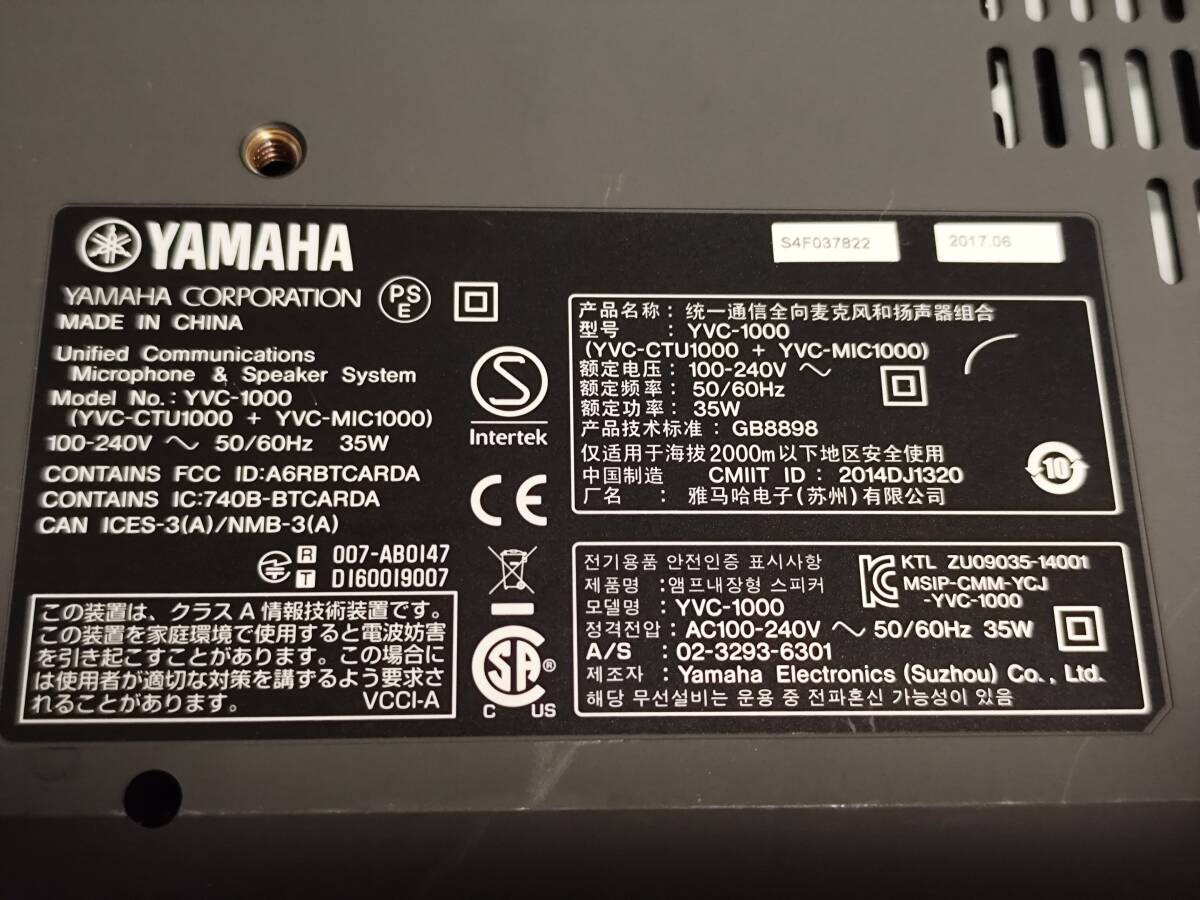 YAMAHA
S4F037822
2017.06
YAMAHA CORPORATION
PS
E
MADE IN CHINA
Unified Communications
Microphone & Speaker System
Model No.: YVC-1000
(YVC-CTU1000 + YVC-MIC1000)
100-240V ～ 50/60Hz 35W
CONTAINS FCC ID:A6RBTCARDA
CONTAINS IC:740B-BTCARDA
CAN ICES-3(A)/NMB-3(A)
R 007-AB0147
T D160019007
この装置は、クラスA情報技術装置です。
この装置を家庭環境で使用すると電波妨害
を引き起こすことがあります。この場合に
は使用者が適切な対策を講ずるよう要求さ
れることがあります。 VCCI-A
S
Intertek
CE
SA
®
C US
产品名称: 统一通信全向麦克风和扬声器组合
型号 : YVC-1000
(YVC-CTU1000 + YVC-MIC1000)
额定电压: 100-240V ～
额定频率: 50/60Hz
额定功率: 35W
产品技术标准: GB8898
仅适用于海拔2000m以下地区安全使用
中国制造 CMIIT ID : 2014DJ1320
厂名 : 雅马哈电子(苏州)有限公司
10
전기용품 안전인증 표시사항
제품명 :앰프내장형 스피커
모델명 : YVC-1000
정격전압: AC100-240V ～ 50/60Hz 35W
A/S : 02-3293-6301
제조자 : Yamaha Electronics (Suzhou) Co., Ltd.
해당 무선설비는 운용 중 전파혼신 가능성이 있음
KC
KTL ZU09035-14001
MSIP-CMM-YCJ
-YVC-1000